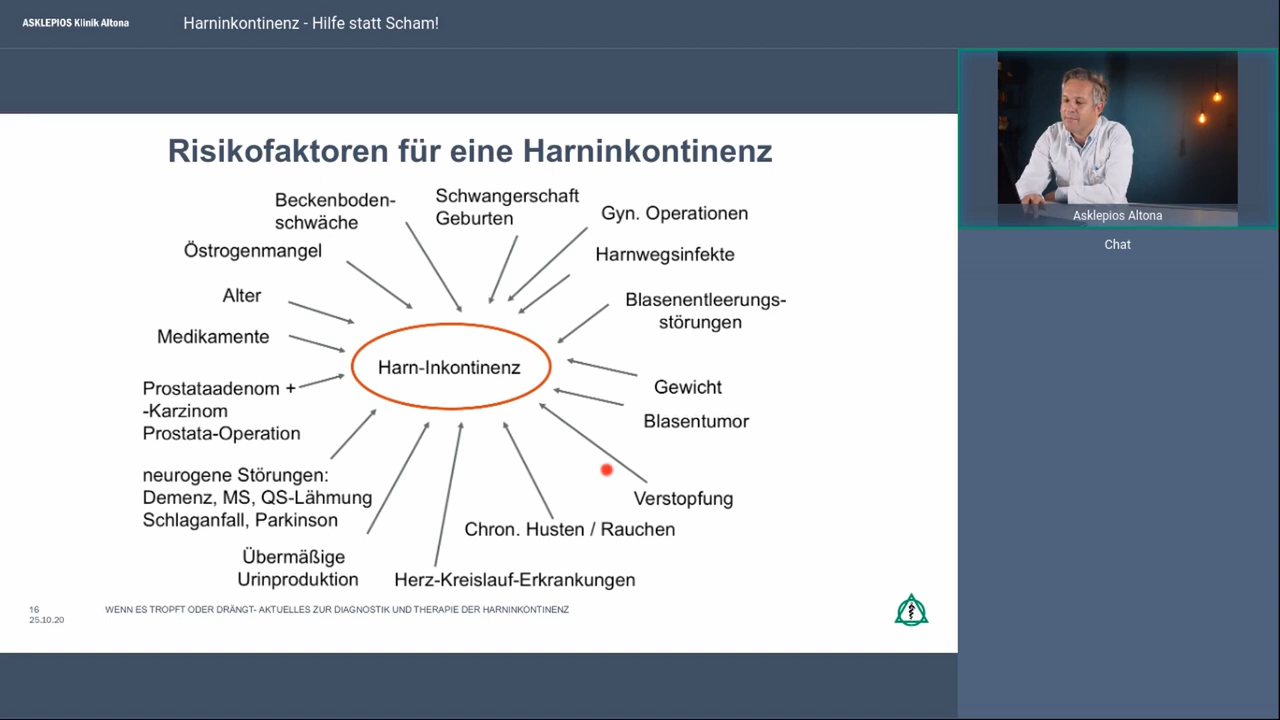 ASKLEPIOS Klinik Altona
Harninkontinenz - Hilfe statt Scham!
Risikofaktoren für eine Harninkontinenz
Beckenboden-
schwäche
Schwangerschaft
Geburten
Gyn. Operationen
Östrogenmangel
Harnwegsinfekte
Alter
Blasenentleerungs-
störungen
Medikamente
Harn-Inkontinenz
Prostataadenom +
-Karzinom
Prostata-Operation
Gewicht
Blasentumor
neurogene Störungen:
Demenz, MS, QS-Lähmung
Schlaganfall, Parkinson
Verstopfung
Chron. Husten / Rauchen
Übermäßige
Urinproduktion
Herz-Kreislauf-Erkrankungen
16
25.10.20
WENN ES TROPFT ODER DRÄNGT- AKTUELLES ZUR DIAGNOSTIK UND THERAPIE DER HARNINKONTINENZ
Asklepios Altona
Chat